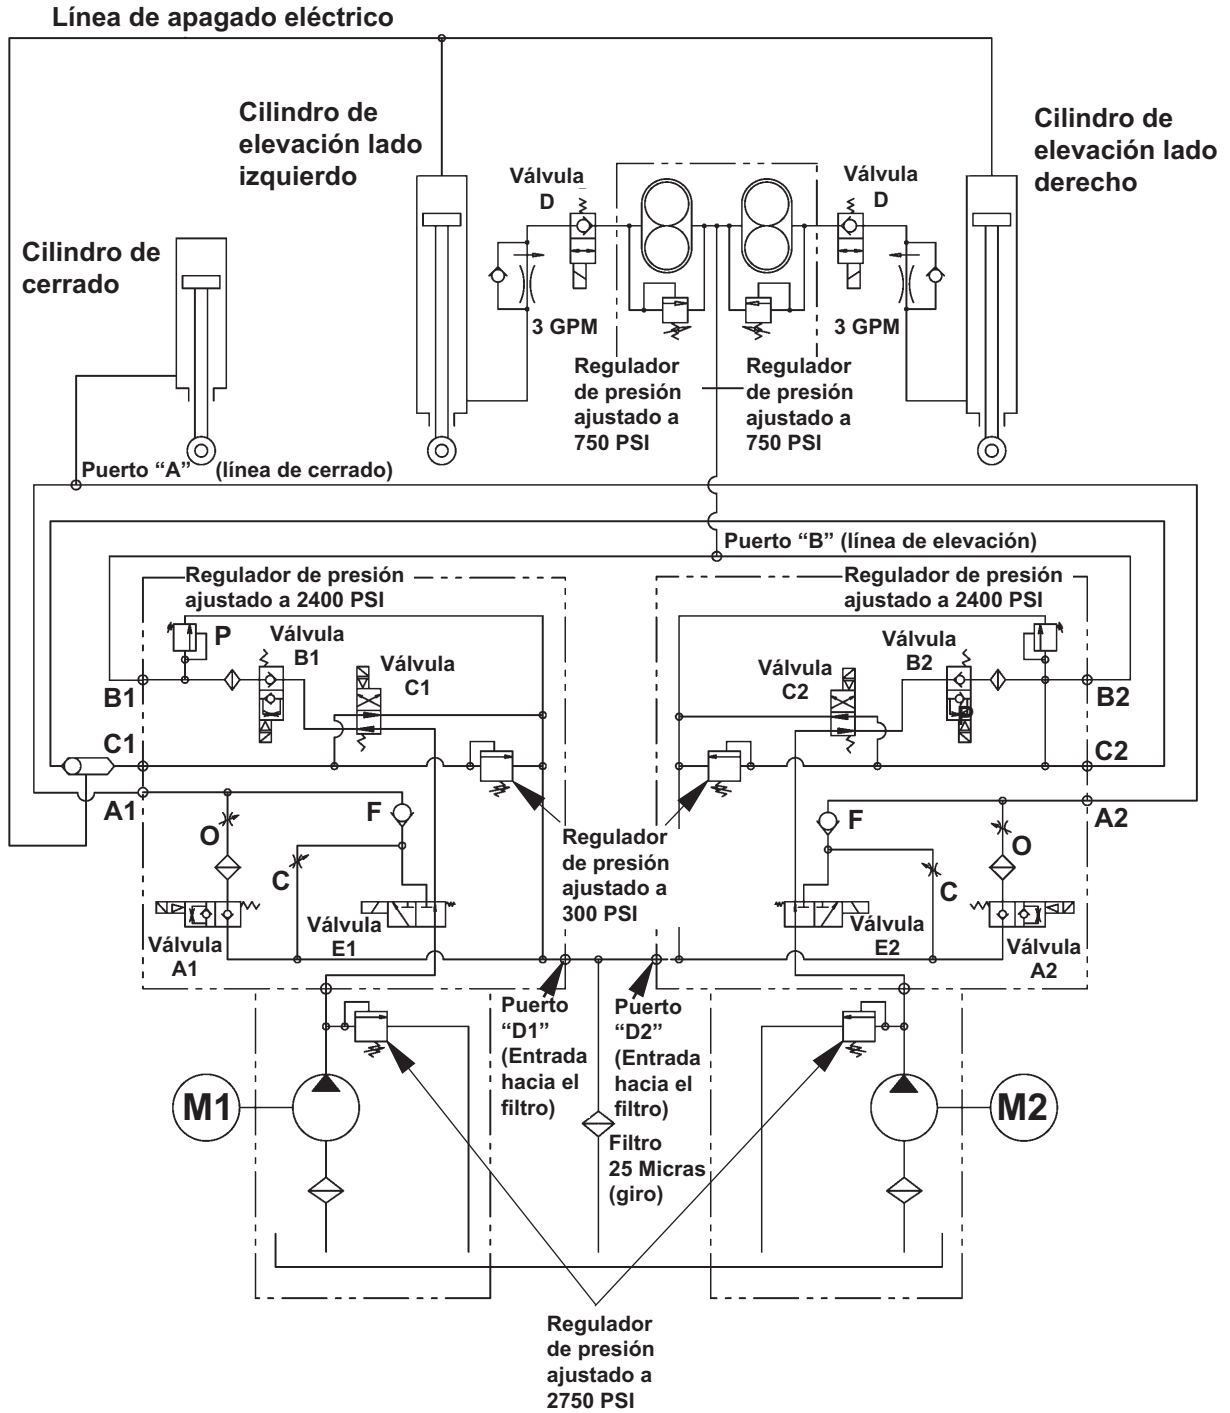 Línea de apagado eléctrico
Cilindro de
elevación lado
izquierdo
Cilindro de
elevación lado
derecho
Válvula
D
Válvula
D
Cilindro de
cerrado
3 GPM
3 GPM
Regulador
de presión
ajustado a
750 PSI
Regulador
de presión
ajustado a
750 PSI
Puerto “A” (línea de cerrado)
Puerto “B” (línea de elevación)
Regulador de presión
ajustado a 2400 PSI
Regulador de presión
ajustado a 2400 PSI
P
Válvula
B1
Válvula
C1
Válvula
C2
Válvula
B2
P
B1
B2
C1
C2
A1
A2
F
F
O
O
C
C
Regulador
de presión
ajustado a
300 PSI
Válvula
A1
Válvula
E1
Válvula
E2
Válvula
A2
Puerto
“D1”
(Entrada
hacia el
filtro)
Puerto
“D2”
(Entrada
hacia el
filtro)
M1
M2
Filtro
25 Micras
(giro)
Regulador
de presión
ajustado a
2750 PSI